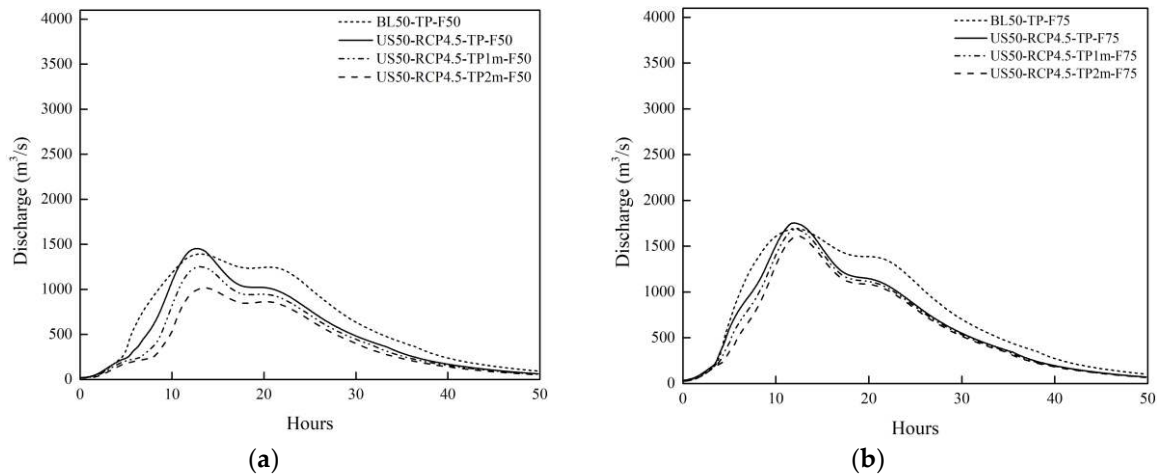 4000
3500
3000
2500
2000
1500
1000
500
0
Discharge (m³/s)
BL50-TP-F50
US50-RCP4.5-TP-F50
US50-RCP4.5-TP1m-F50
US50-RCP4.5-TP2m-F50
0 10 20 30 40 50
Hours
(a)
4000
3500
3000
2500
2000
1500
1000
500
0
Discharge (m³/s)
BL50-TP-F75
US50-RCP4.5-TP-F75
US50-RCP4.5-TP1m-F75
US50-RCP4.5-TP2m-F75
0 10 20 30 40 50
Hours
(b)